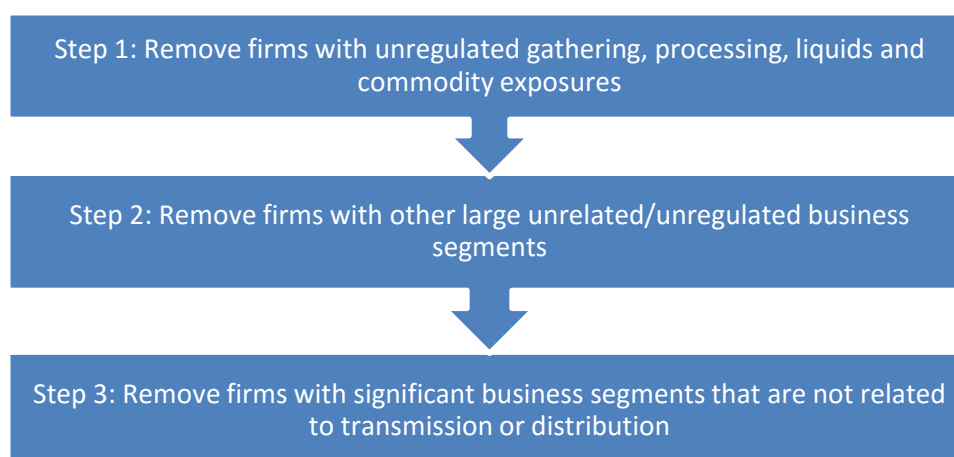 Step 1: Remove firms with unregulated gathering, processing, liquids and
commodity exposures
Step 2: Remove firms with other large unrelated/unregulated business
segments
Step 3: Remove firms with significant business segments that are not related
to transmission or distribution